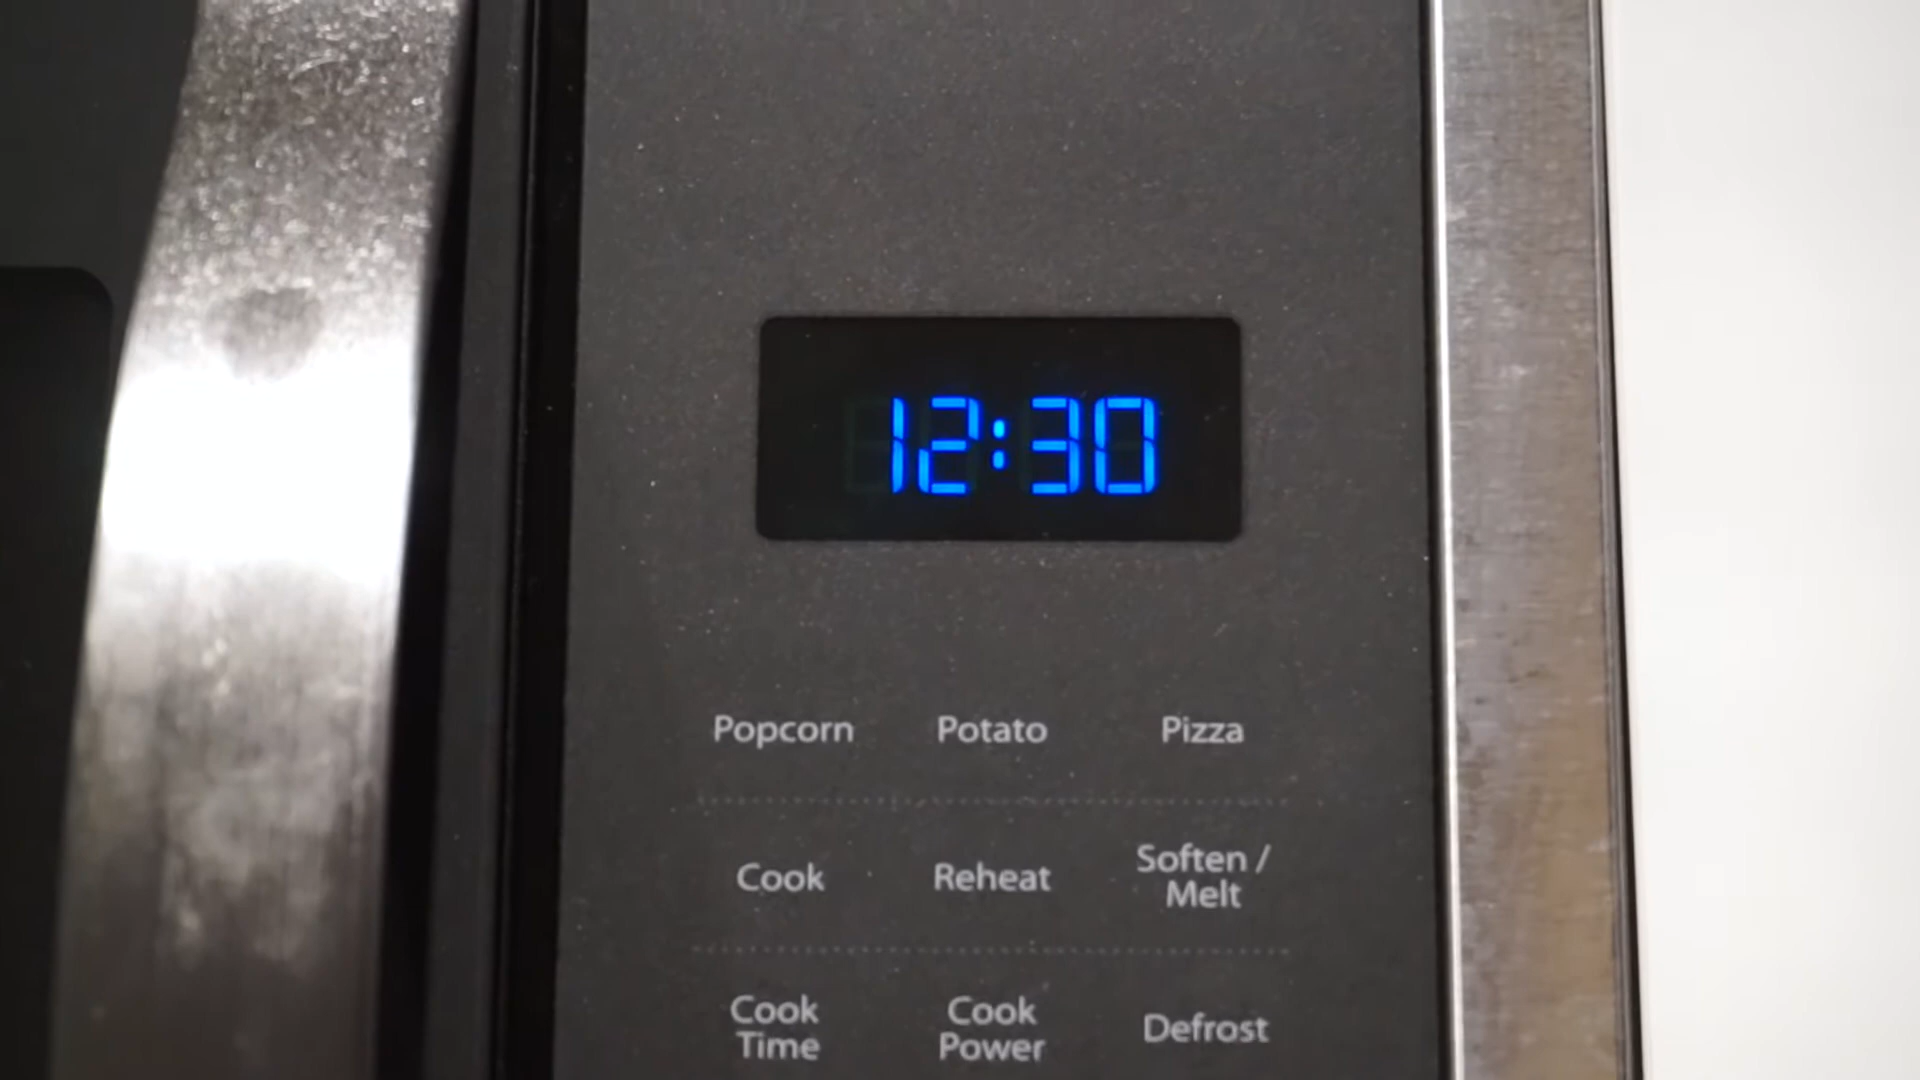 12:30
Popcorn Potato Pizza
Cook Reheat Soften /
Melt
Cook Cook Defrost
Time Power